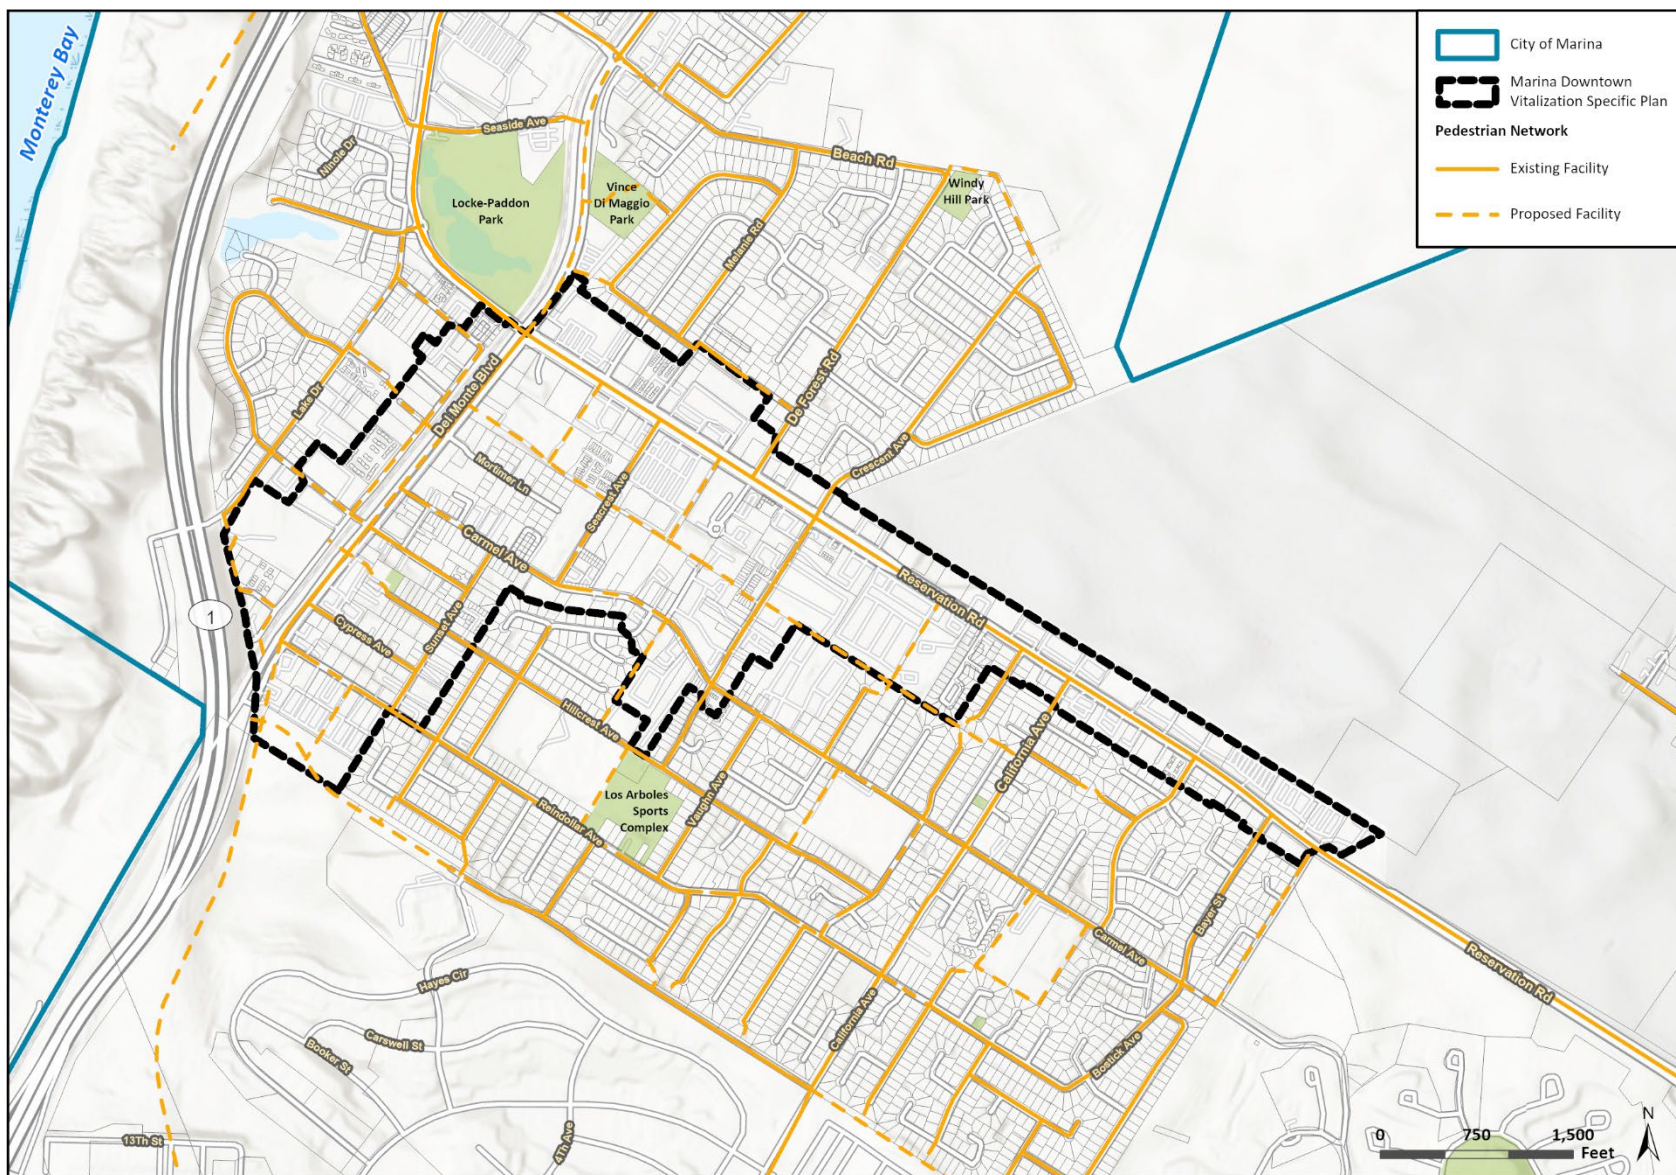 Monterey Bay
City of Marina
Marina Downtown
Vitalization Specific Plan
Pedestrian Network
Existing Facility
Proposed Facility
Seaside Ave
Ninole Dr
Beach Rd
Locke-Paddon
Park
Vince
Di Maggio
Park
Windy
Hill Park
Melanie Rd
Lake Dr
Del Monte Blvd
De Forest Rd
Crescent Ave
Mortimer Ln
Seacrest Ave
Carmel Ave
Reservation Rd
1
Cypress Ave
Sunset Ave
Hillcrest Ave
California Ave
Los Arboles
Sports
Complex
Vaughn Ave
Reindollar Ave
Bayer St
Carmel Ave
Reservation Rd
Hayes Cir
Carswell St
Booker St
California Ave
Bostick Ave
13Th St
4Th Ave
N
0 750 1,500
Feet